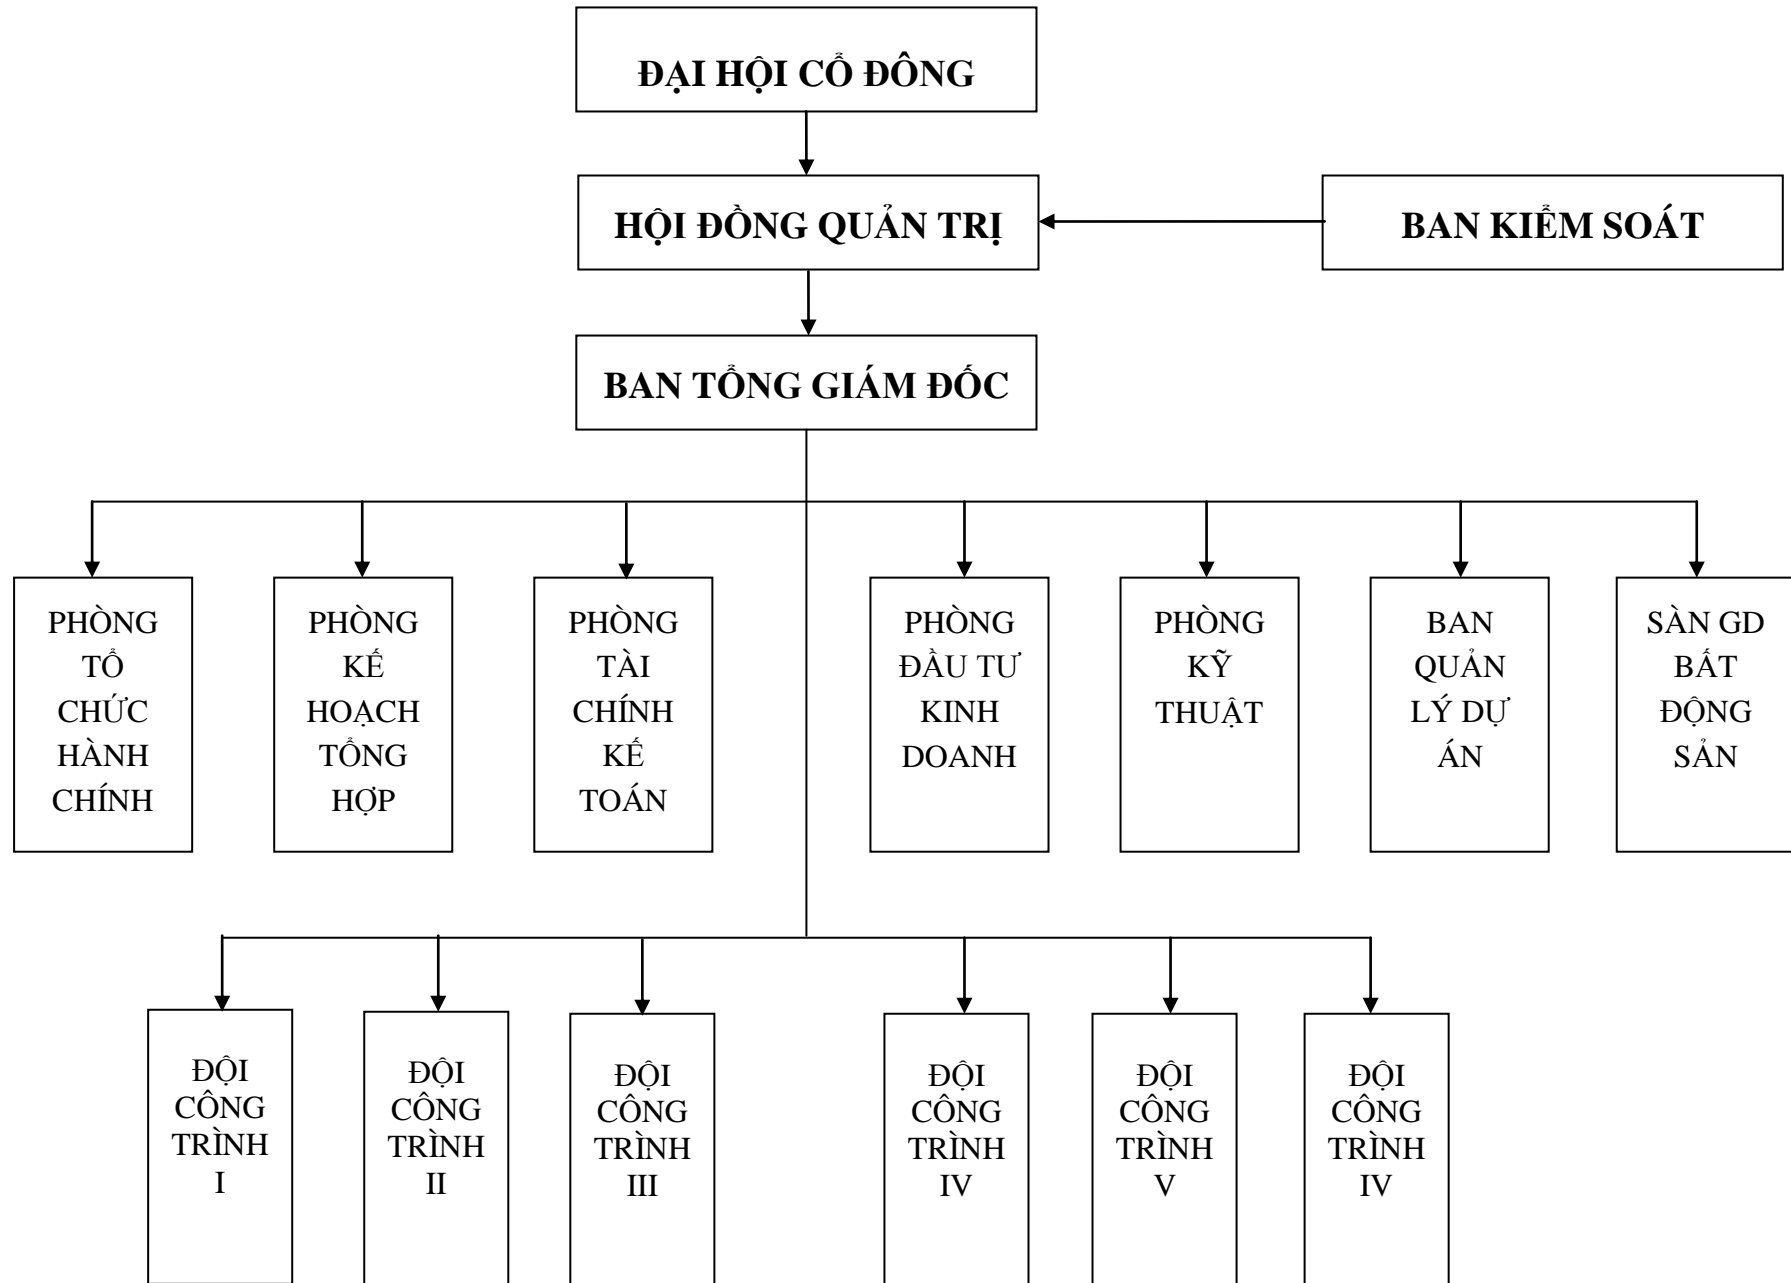 ĐẠI HỘI CỔ ĐÔNG
HỘI ĐỒNG QUẢN TRỊ
BAN KIỂM SOÁT
BAN TỔNG GIÁM ĐỐC
PHÒNG
TỔ
CHỨC
HÀNH
CHÍNH
PHÒNG
KẾ
HOẠCH
TỔNG
HỢP
PHÒNG
TÀI
CHÍNH
KẾ
TOÁN
PHÒNG
ĐẦU TƯ
KINH
DOANH
PHÒNG
KỸ
THUẬT
BAN
QUẢN
LÝ DỰ
ÁN
SÀN GD
BẤT
ĐỘNG
SẢN
ĐỘI
CÔNG
TRÌNH
I
ĐỘI
CÔNG
TRÌNH
II
ĐỘI
CÔNG
TRÌNH
III
ĐỘI
CÔNG
TRÌNH
IV
ĐỘI
CÔNG
TRÌNH
V
ĐỘI
CÔNG
TRÌNH
IV